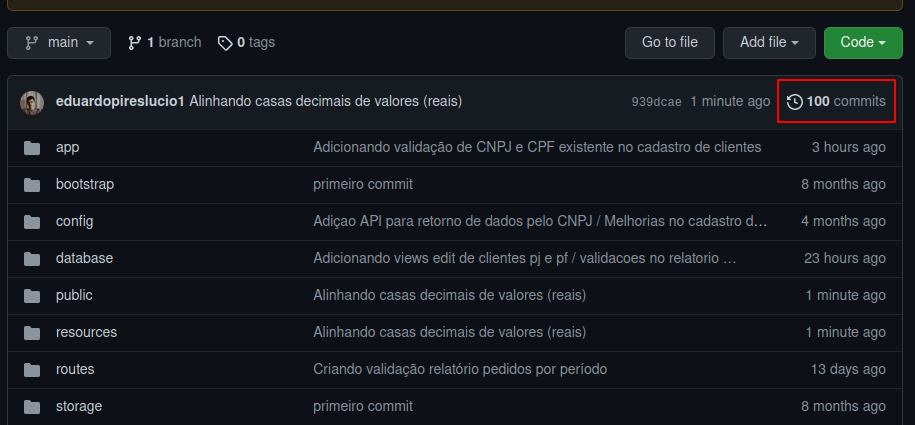 main 1 branch 0 tags Go to file Add file Code
eduardopireslucio1 Alinhando casas decimais de valores (reais) 939dcae 1 minute ago 100 commits
app Adicionando validação de CNPJ e CPF existente no cadastro de clientes 3 hours ago
bootstrap primeiro commit 8 months ago
config Adiçao API para retorno de dados pelo CNPJ / Melhorias no cadastro d... 4 months ago
database Adicionando views edit de clientes pj e pf / validacoes no relatorio ... 23 hours ago
public Alinhando casas decimais de valores (reais) 1 minute ago
resources Alinhando casas decimais de valores (reais) 1 minute ago
routes Criando validação relatório pedidos por período 13 days ago
storage primeiro commit 8 months ago